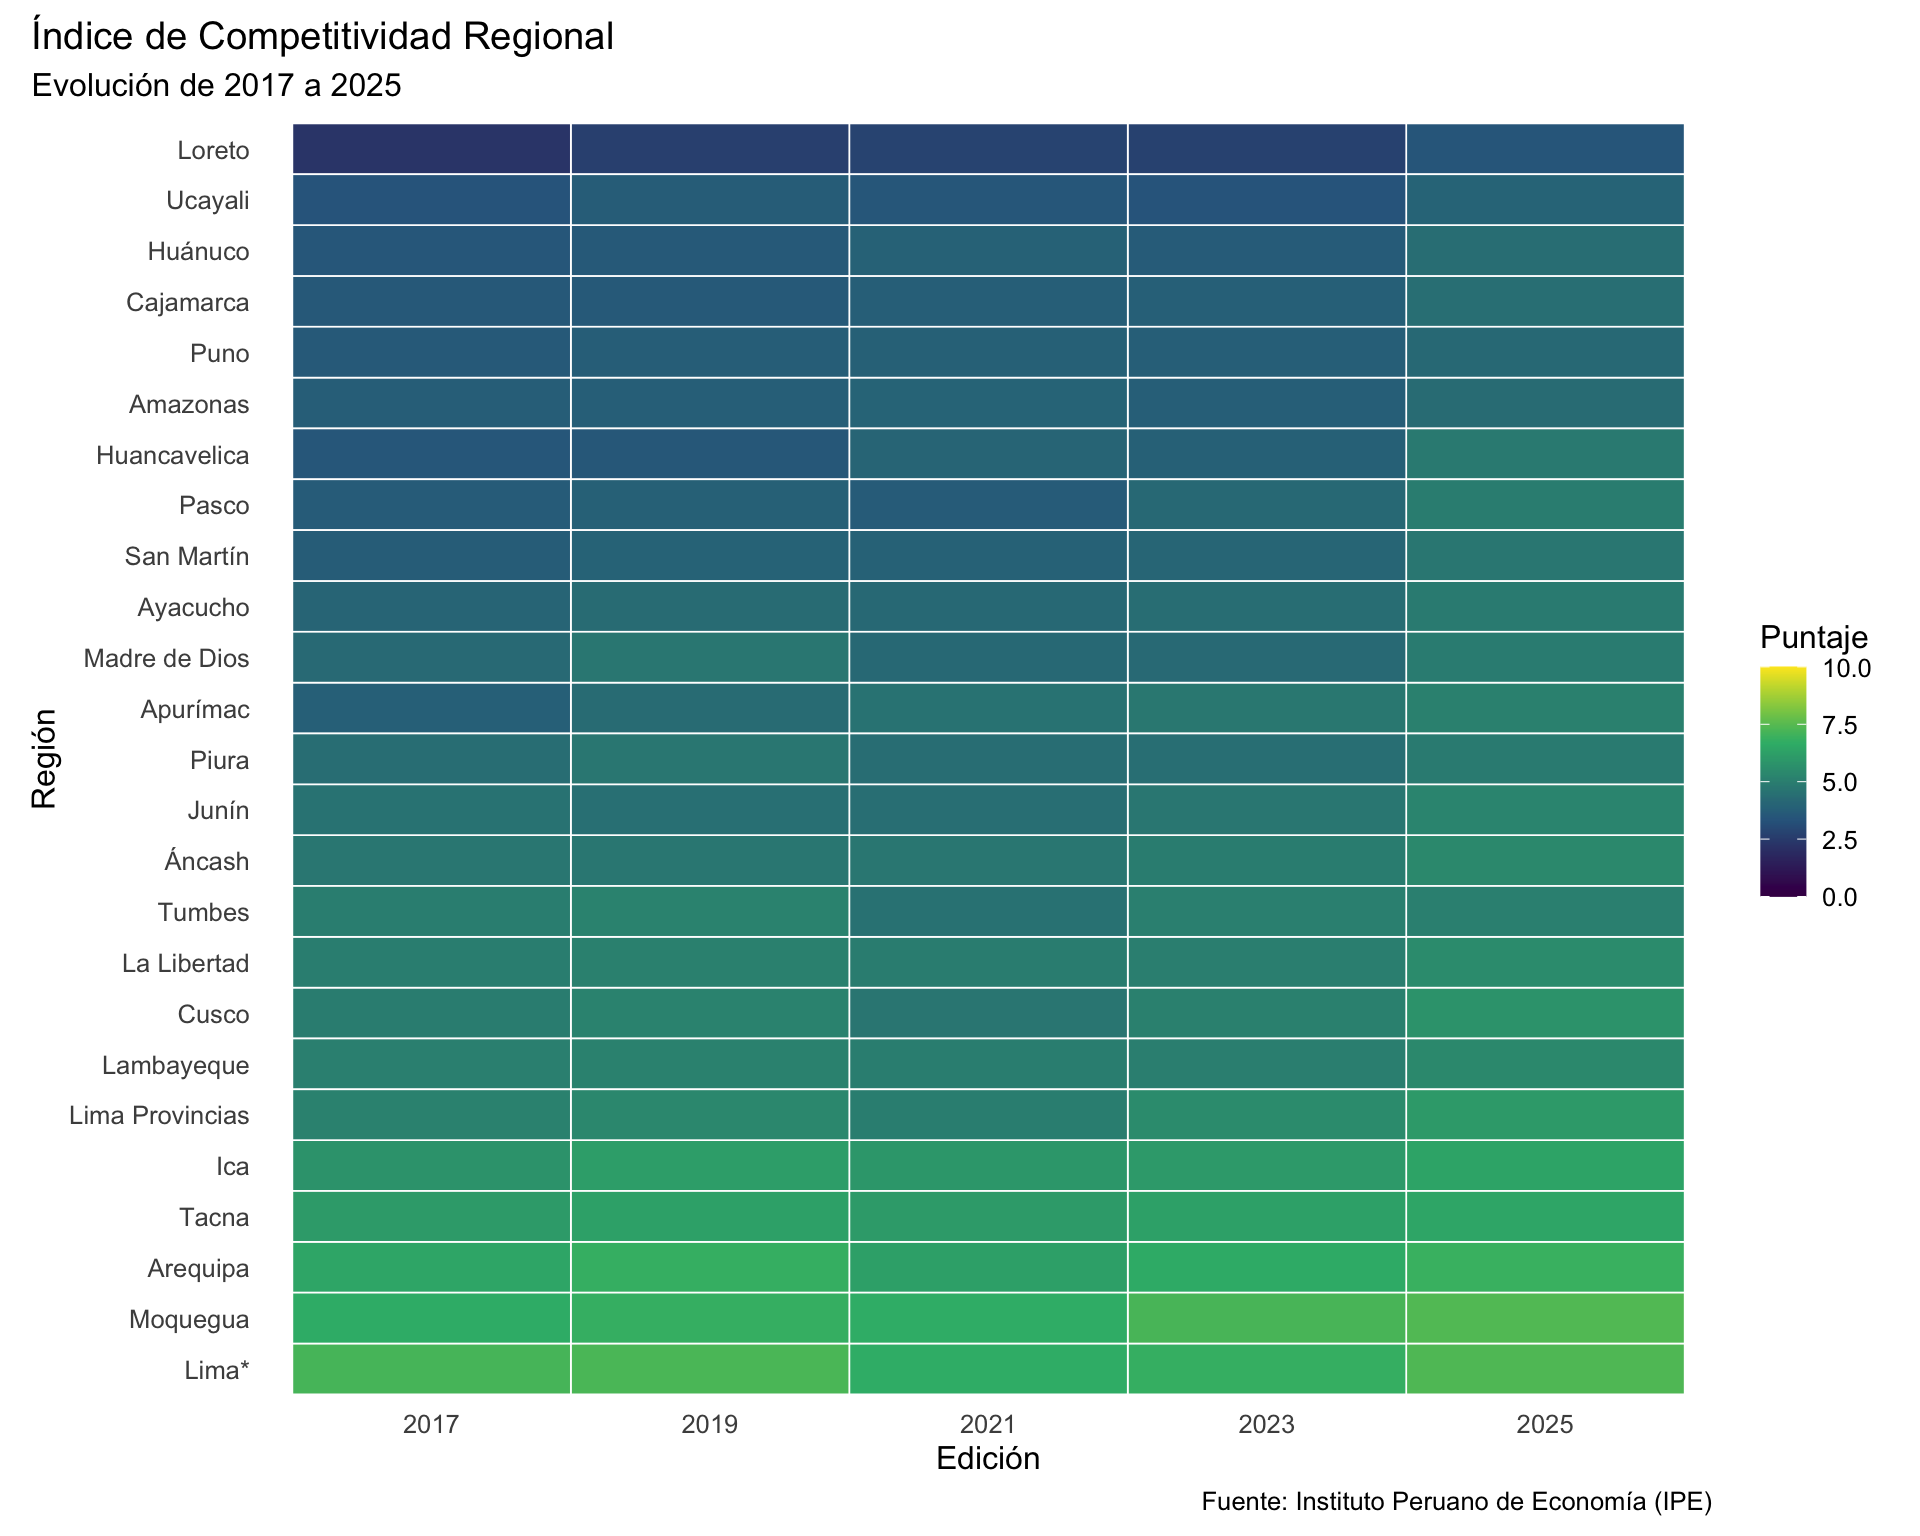 Índice de Competitividad Regional
Evolución de 2017 a 2025
Loreto
Ucayali
Huánuco
Cajamarca
Puno
Amazonas
Huancavelica
Pasco
San Martín
Ayacucho
Madre de Dios
Apurímac
Piura
Junín
Áncash
Tumbes
La Libertad
Cusco
Lambayeque
Lima Provincias
Ica
Tacna
Arequipa
Moquegua
Lima*
Región
2017 2019 2021 2023 2025
Edición
Puntaje
10.0
7.5
5.0
2.5
0.0
Fuente: Instituto Peruano de Economía (IPE)